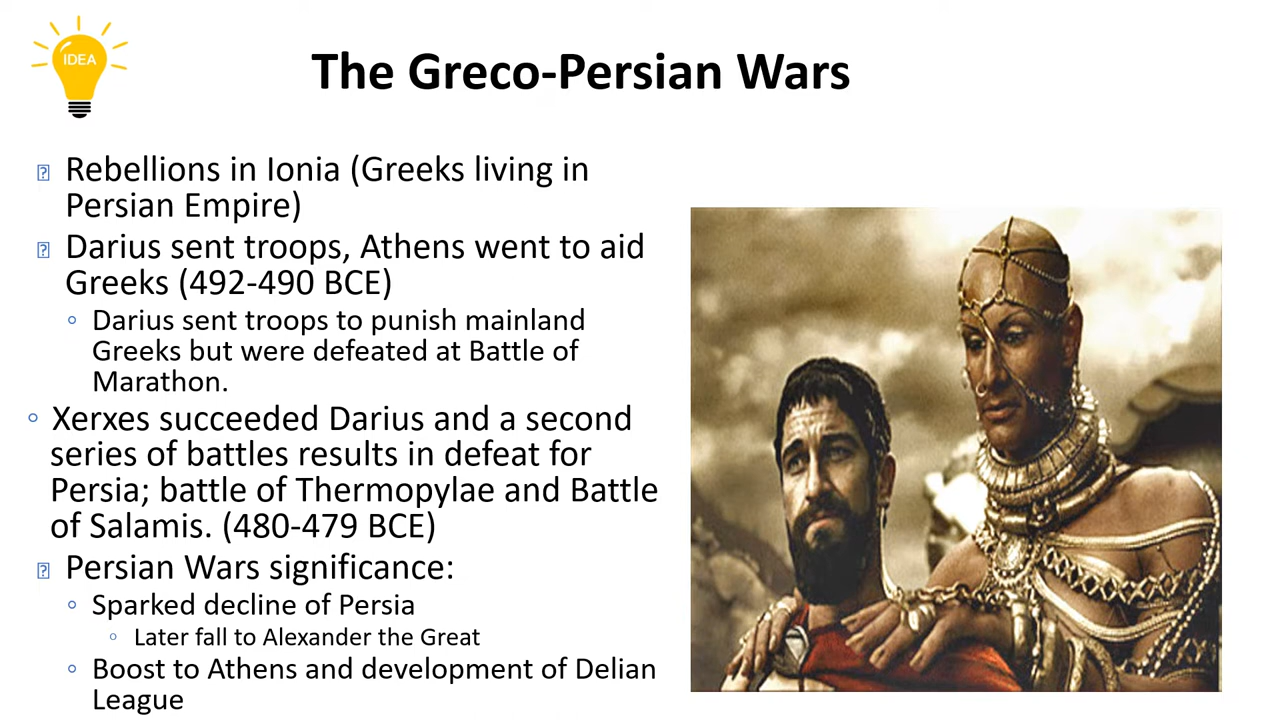 IDEA
The Greco-Persian Wars
Rebellions in Ionia (Greeks living in
Persian Empire)
Darius sent troops, Athens went to aid
Greeks (492-490 BCE)
Darius sent troops to punish mainland
Greeks but were defeated at Battle of
Marathon.
Xerxes succeeded Darius and a second
series of battles results in defeat for
Persia; battle of Thermopylae and Battle
of Salamis. (480-479 BCE)
Persian Wars significance:
Sparked decline of Persia
Later fall to Alexander the Great
Boost to Athens and development of Delian
League